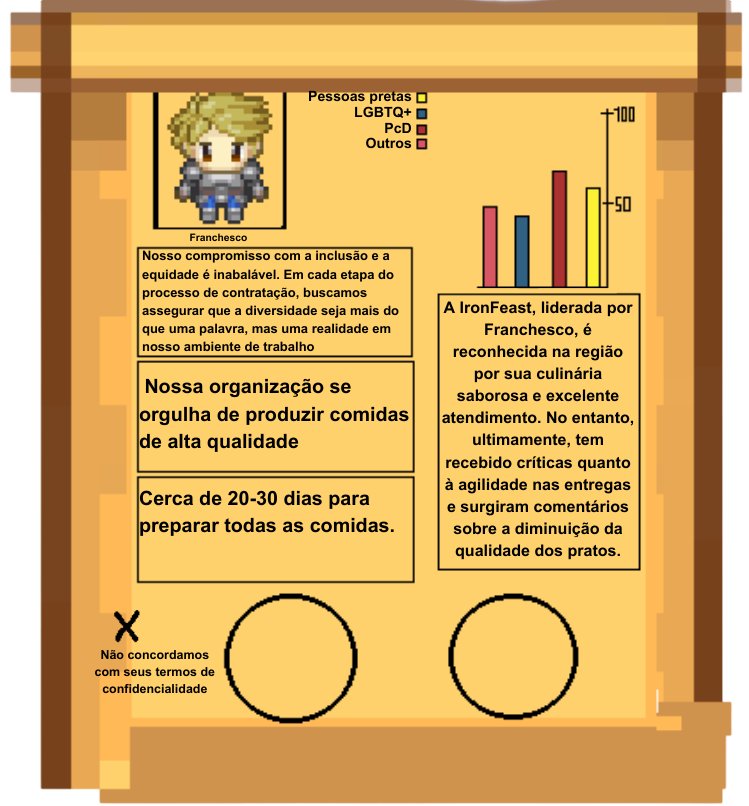 Pessoas pretas
LGBTQ+
PcD
Outros
100
50
Franchesco
Nosso compromisso com a inclusão e a
equidade é inabalável. Em cada etapa do
processo de contratação, buscamos
assegurar que a diversidade seja mais do
que uma palavra, mas uma realidade em
nosso ambiente de trabalho
Nossa organização se
orgulha de produzir comidas
de alta qualidade
Cerca de 20-30 dias para
preparar todas as comidas.
A IronFeast, liderada por
Franchesco, é
reconhecida na região
por sua culinária
saborosa e excelente
atendimento. No entanto,
ultimamente, tem
recebido críticas quanto
à agilidade nas entregas
e surgiram comentários
sobre a diminuição da
qualidade dos pratos.
X
Não concordamos
com seus termos de
confidencialidade